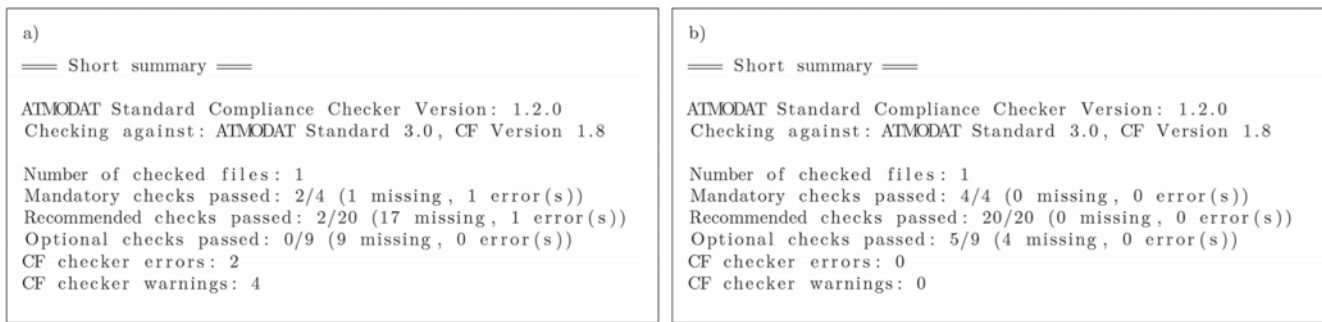 a)
=== Short summary ===
ATMODAT Standard Compliance Checker Version: 1.2.0
Checking against: ATMODAT Standard 3.0, CF Version 1.8
Number of checked files: 1
Mandatory checks passed: 2/4 (1 missing, 1 error(s))
Recommended checks passed: 2/20 (17 missing, 1 error(s))
Optional checks passed: 0/9 (9 missing, 0 error(s))
CF checker errors: 2
CF checker warnings: 4
b)
=== Short summary ===
ATMODAT Standard Compliance Checker Version: 1.2.0
Checking against: ATMODAT Standard 3.0, CF Version 1.8
Number of checked files: 1
Mandatory checks passed: 4/4 (0 missing, 0 error(s))
Recommended checks passed: 20/20 (0 missing, 0 error(s))
Optional checks passed: 5/9 (4 missing, 0 error(s))
CF checker errors: 0
CF checker warnings: 0